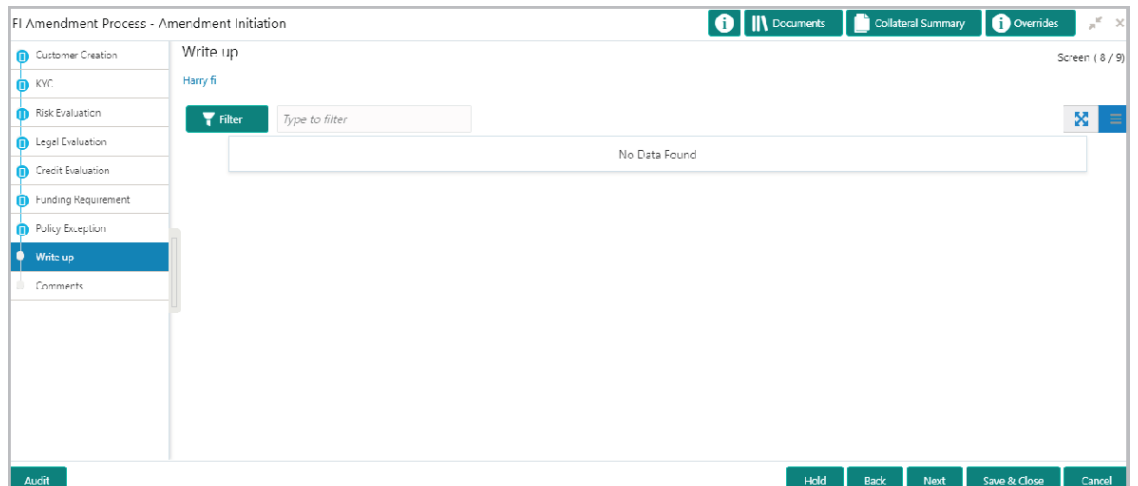 FI Amendment Process - Amendment Initiation
Documents
Collateral Summary
Overrides
Customer Creation
KYC
Risk Evaluation
Legal Evaluation
Credit Evaluation
Funding Requirement
Policy Exception
Write up
Comments
Write up
Screen ( 8 / 9)
Harry fi
Filter
Type to filter
No Data Found
Audit
Hold
Back
Next
Save & Close
Cancel